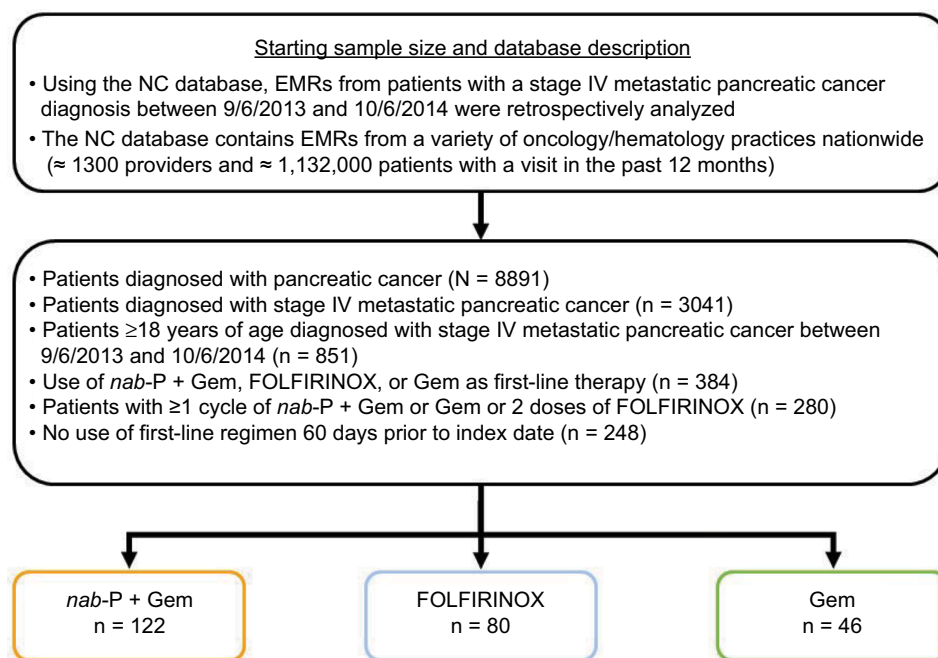 Starting sample size and database description
• Using the NC database, EMRs from patients with a stage IV metastatic pancreatic cancer
diagnosis between 9/6/2013 and 10/6/2014 were retrospectively analyzed
• The NC database contains EMRs from a variety of oncology/hematology practices nationwide
(≈ 1300 providers and ≈ 1,132,000 patients with a visit in the past 12 months)
• Patients diagnosed with pancreatic cancer (N = 8891)
• Patients diagnosed with stage IV metastatic pancreatic cancer (n = 3041)
• Patients ≥18 years of age diagnosed with stage IV metastatic pancreatic cancer between
9/6/2013 and 10/6/2014 (n = 851)
• Use of nab-P + Gem, FOLFIRINOX, or Gem as first-line therapy (n = 384)
• Patients with ≥1 cycle of nab-P + Gem or Gem or 2 doses of FOLFIRINOX (n = 280)
• No use of first-line regimen 60 days prior to index date (n = 248)
nab-P + Gem
n = 122
FOLFIRINOX
n = 80
Gem
n = 46